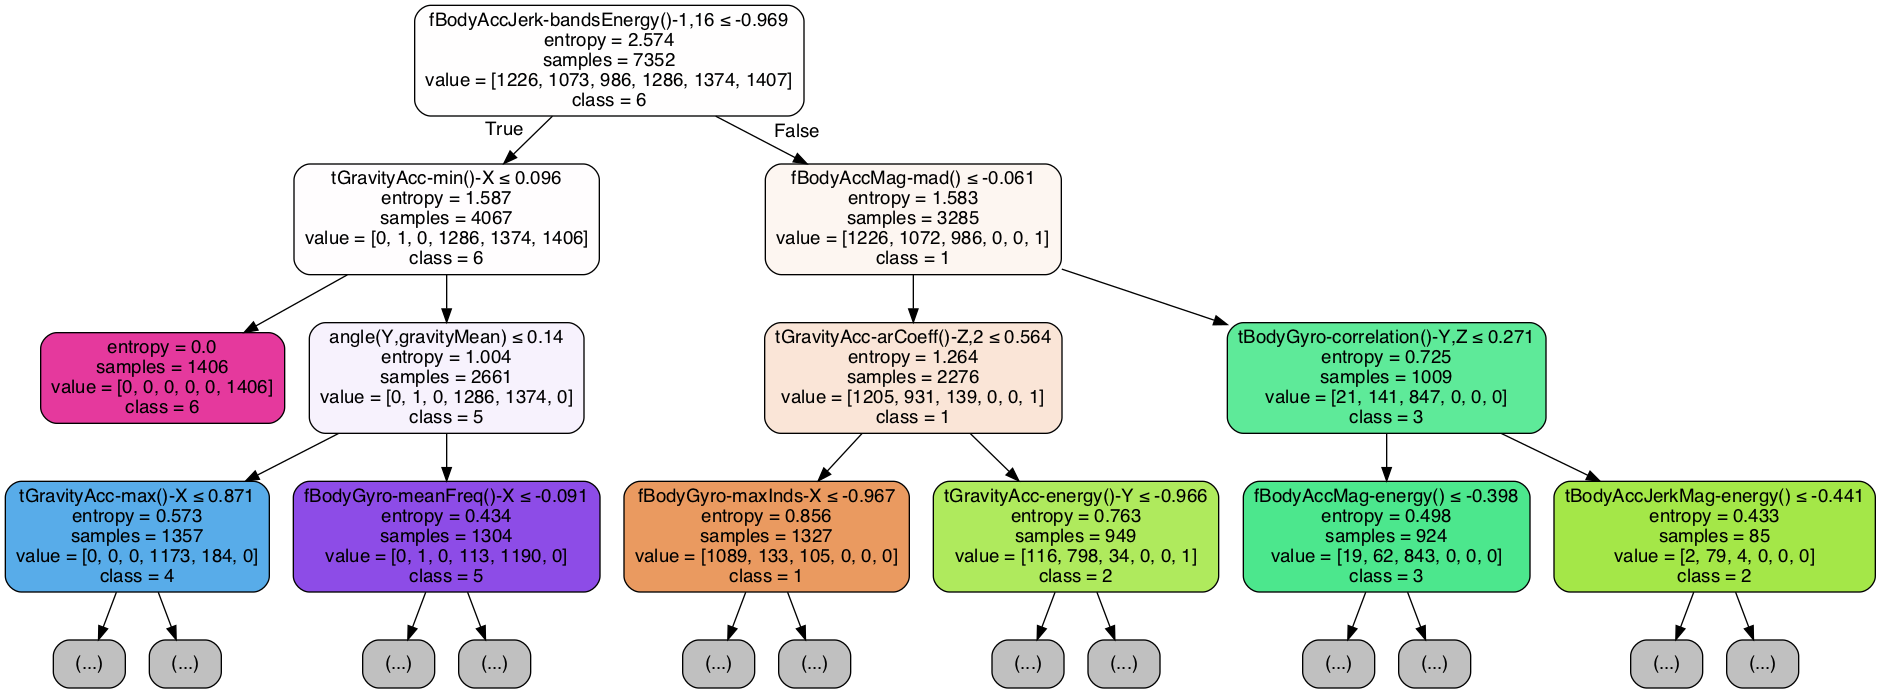 fBodyAccJerk-bandsEnergy()-1,16 ≤ -0.969
entropy = 2.574
samples = 7352
value = [1226, 1073, 986, 1286, 1374, 1407]
class = 6
True
False
tGravityAcc-min()-X ≤ 0.096
entropy = 1.587
samples = 4067
value = [0, 1, 0, 1286, 1374, 1406]
class = 6
fBodyAccMag-mad() ≤ -0.061
entropy = 1.583
samples = 3285
value = [1226, 1072, 986, 0, 0, 1]
class = 1
entropy = 0.0
samples = 1406
value = [0, 0, 0, 0, 0, 1406]
class = 6
angle(Y,gravityMean) ≤ 0.14
entropy = 1.004
samples = 2661
value = [0, 1, 0, 1286, 1374, 0]
class = 5
tGravityAcc-arCoeff()-Z,2 ≤ 0.564
entropy = 1.264
samples = 2276
value = [1205, 931, 139, 0, 0, 1]
class = 1
tBodyGyro-correlation()-Y,Z ≤ 0.271
entropy = 0.725
samples = 1009
value = [21, 141, 847, 0, 0, 0]
class = 3
tGravityAcc-max()-X ≤ 0.871
entropy = 0.573
samples = 1357
value = [0, 0, 0, 1173, 184, 0]
class = 4
fBodyGyro-meanFreq()-X ≤ -0.091
entropy = 0.434
samples = 1304
value = [0, 1, 0, 113, 1190, 0]
class = 5
fBodyGyro-maxInds-X ≤ -0.967
entropy = 0.856
samples = 1327
value = [1089, 133, 105, 0, 0, 0]
class = 1
tGravityAcc-energy()-Y ≤ -0.966
entropy = 0.763
samples = 949
value = [116, 798, 34, 0, 0, 1]
class = 2
fBodyAccMag-energy() ≤ -0.398
entropy = 0.498
samples = 924
value = [19, 62, 843, 0, 0, 0]
class = 3
tBodyAccJerkMag-energy() ≤ -0.441
entropy = 0.433
samples = 85
value = [2, 79, 4, 0, 0, 0]
class = 2
(...)
(...)
(...)
(...)
(...)
(...)
(...)
(...)
(...)
(...)
(...)
(...)